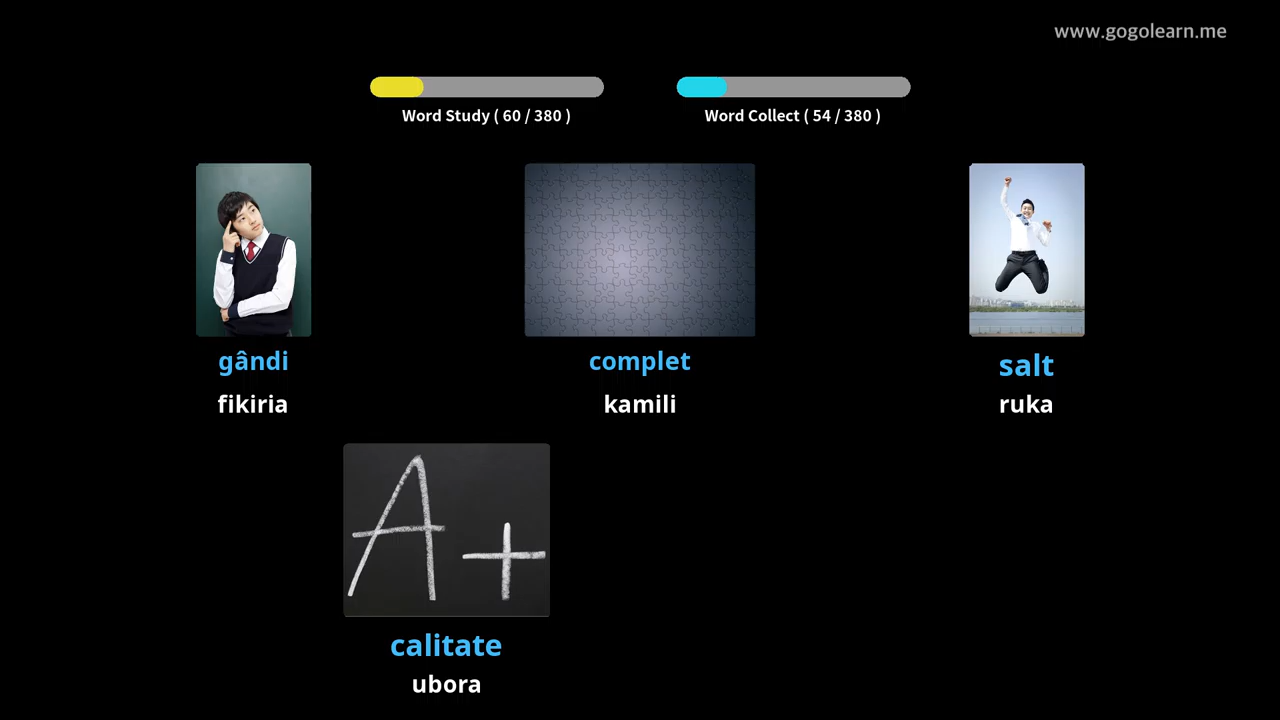 www.gogolearn.me
Word Study ( 60 / 380 )
Word Collect ( 54 / 380 )
gândi
fikiria
complet
kamili
salt
ruka
A+
calitate
ubora